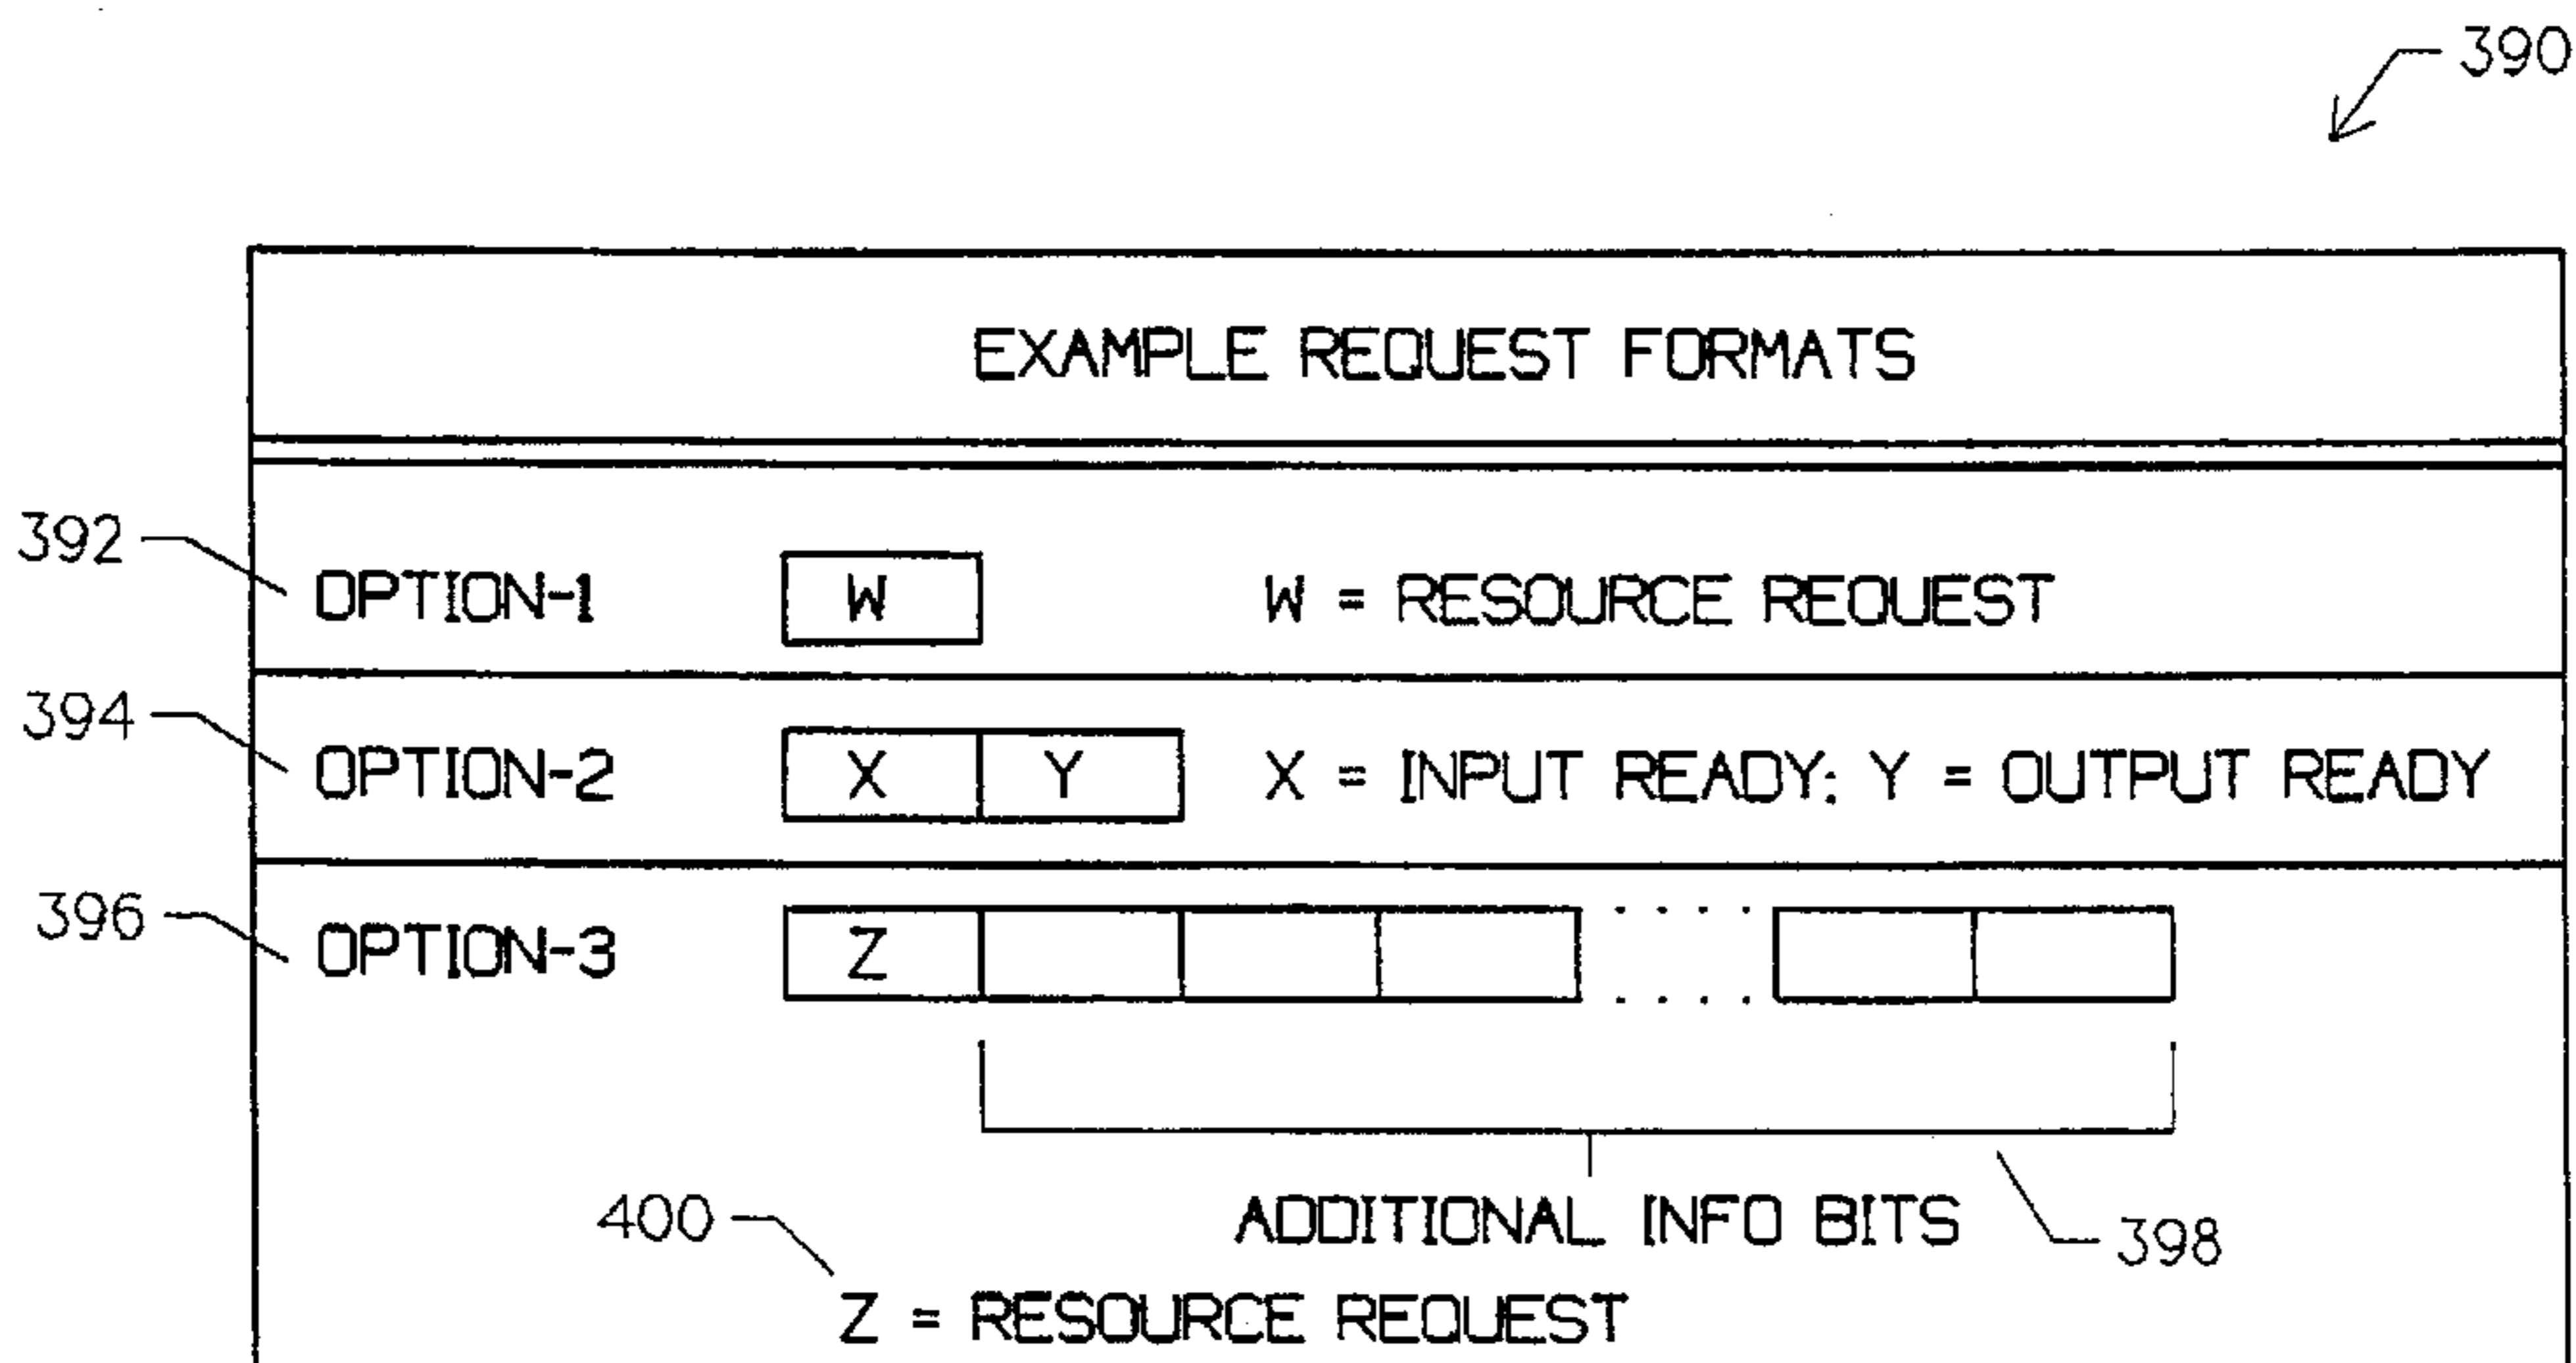 390
EXAMPLE REQUEST FORMATS
392 OPTION-1 W W = RESOURCE REQUEST
394 OPTION-2 X Y X = INPUT READY; Y = OUTPUT READY
396 OPTION-3 Z
ADDITIONAL INFO BITS
400 398
Z = RESOURCE REQUEST